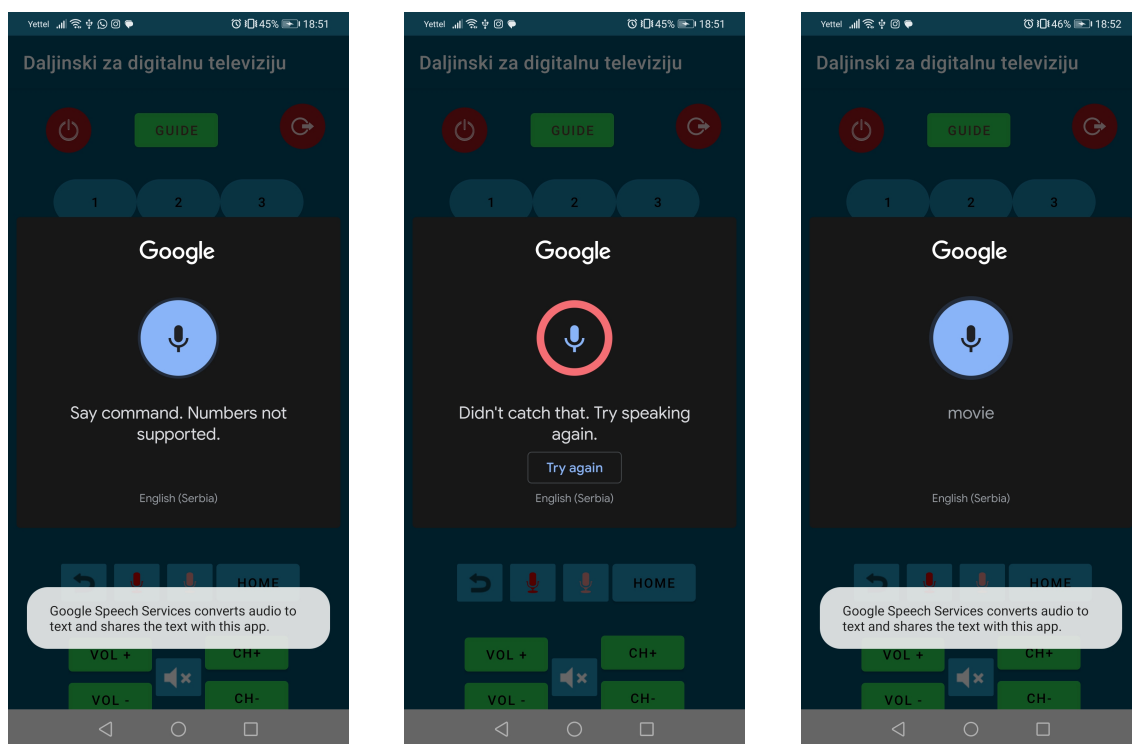 Yettel 45% 18:51
Daljinski za digitalnu televiziju
GUIDE
1 2 3
Google
Say command. Numbers not
supported.
English (Serbia)
HOME
Google Speech Services converts audio to
text and shares the text with this app.
VOL + CH+
VOL - CH-
Yettel 45% 18:51
Daljinski za digitalnu televiziju
GUIDE
1 2 3
Google
Didn't catch that. Try speaking
again.
Try again
English (Serbia)
HOME
VOL + CH+
VOL - CH-
Yettel 46% 18:52
Daljinski za digitalnu televiziju
GUIDE
1 2 3
Google
movie
English (Serbia)
HOME
Google Speech Services converts audio to
text and shares the text with this app.
VOL + CH+
VOL - CH-